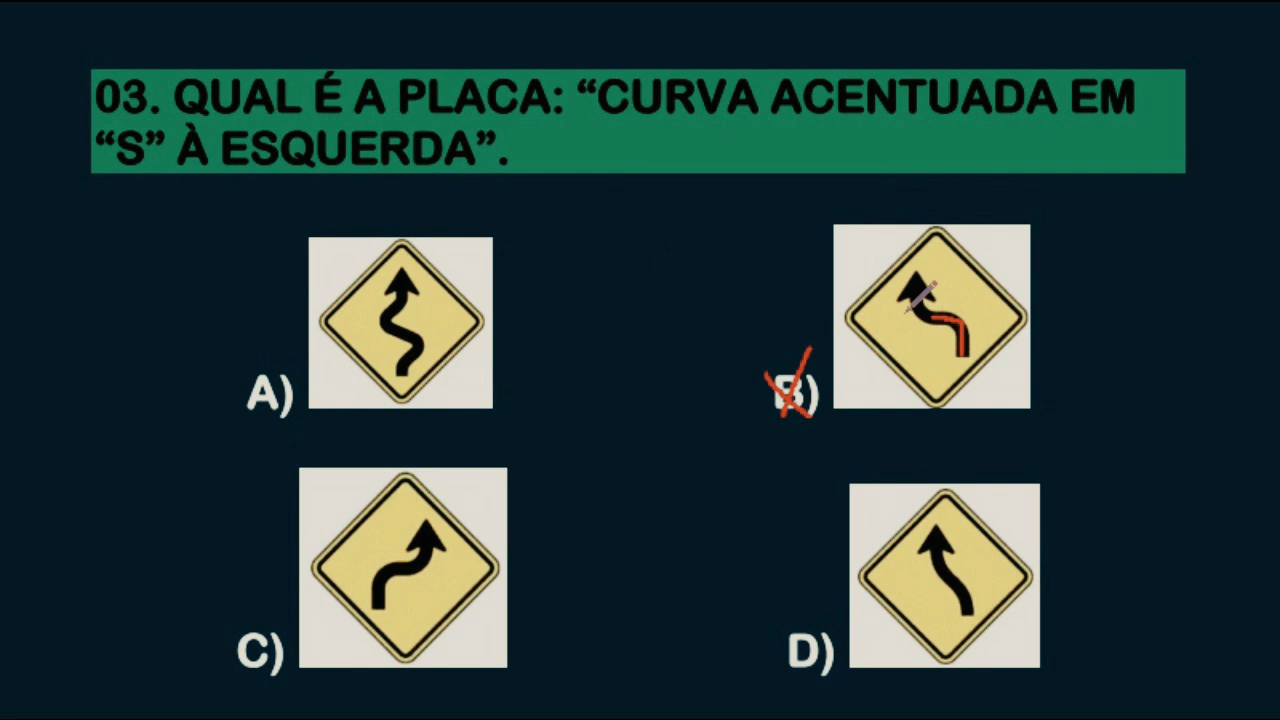 03. QUAL É A PLACA: “CURVA ACENTUADA EM
“S” À ESQUERDA”.
A)
B)
C)
D)